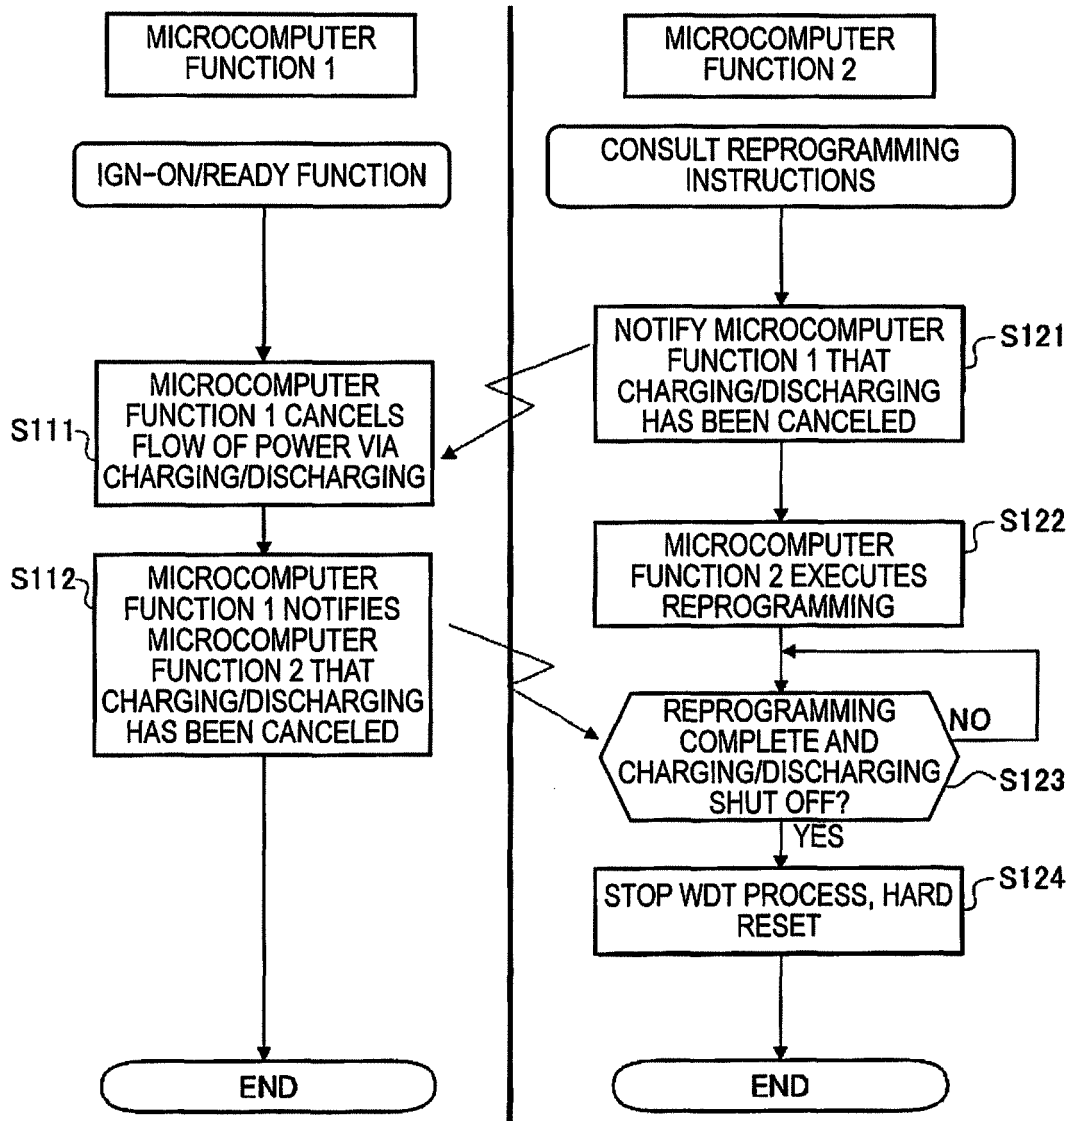 MICROCOMPUTER
FUNCTION 1
IGN-ON/READY FUNCTION
S111
MICROCOMPUTER
FUNCTION 1 CANCELS
FLOW OF POWER VIA
CHARGING/DISCHARGING
S112
MICROCOMPUTER
FUNCTION 1 NOTIFIES
MICROCOMPUTER
FUNCTION 2 THAT
CHARGING/DISCHARGING
HAS BEEN CANCELED
END
MICROCOMPUTER
FUNCTION 2
CONSULT REPROGRAMMING
INSTRUCTIONS
NOTIFY MICROCOMPUTER
FUNCTION 1 THAT
CHARGING/DISCHARGING
HAS BEEN CANCELED
S121
MICROCOMPUTER
FUNCTION 2 EXECUTES
REPROGRAMMING
S122
REPROGRAMMING
COMPLETE AND
CHARGING/DISCHARGING
SHUT OFF?
NO
S123
YES
STOP WDT PROCESS, HARD
RESET
S124
END